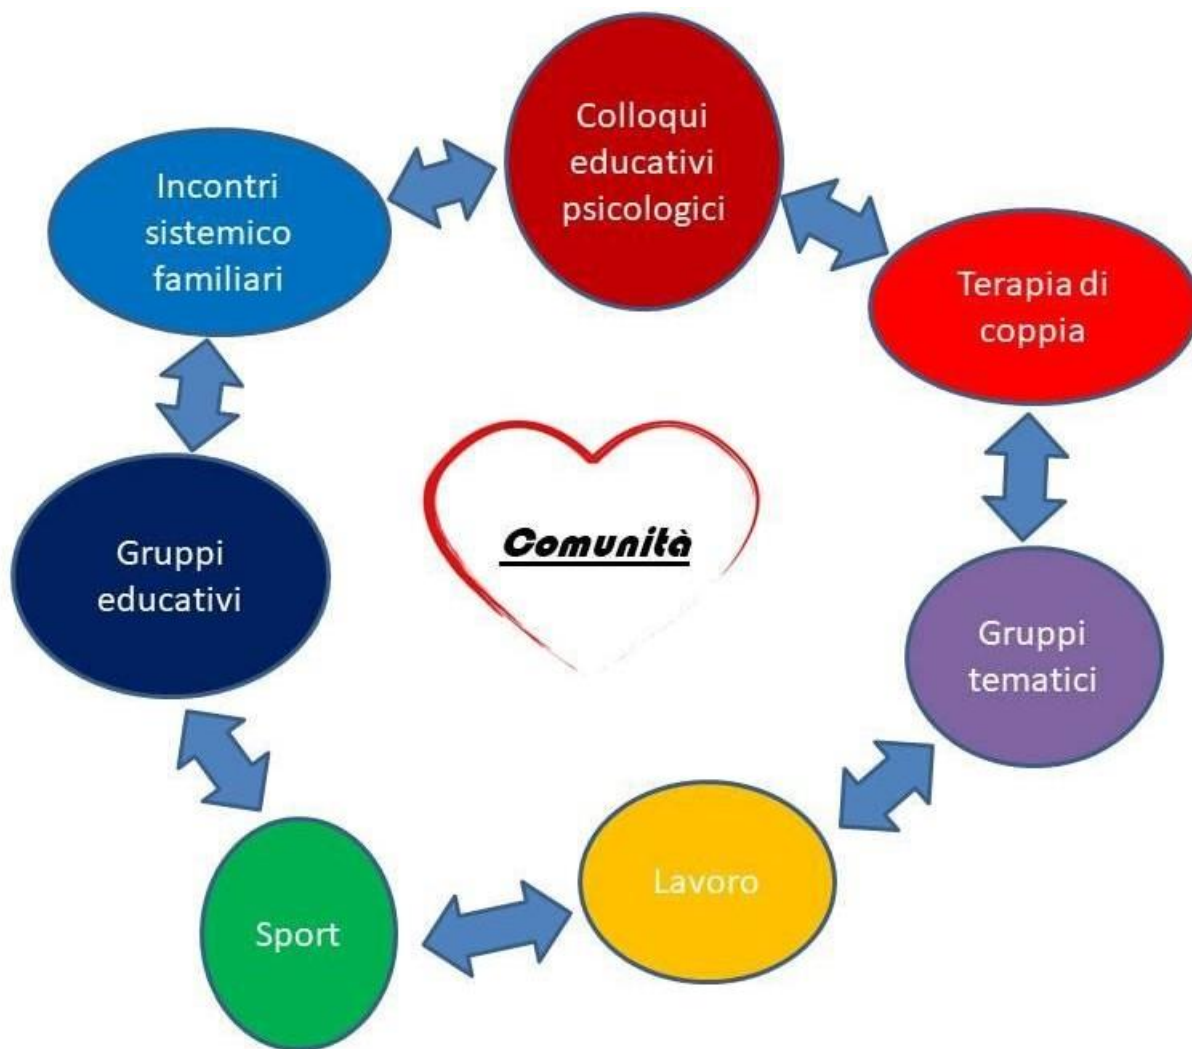 Colloqui
educativi
psicologici
Incontri
sistemico
familiari
Terapia di
coppia
Comunità
Gruppi
educativi
Gruppi
tematici
Lavoro
Sport